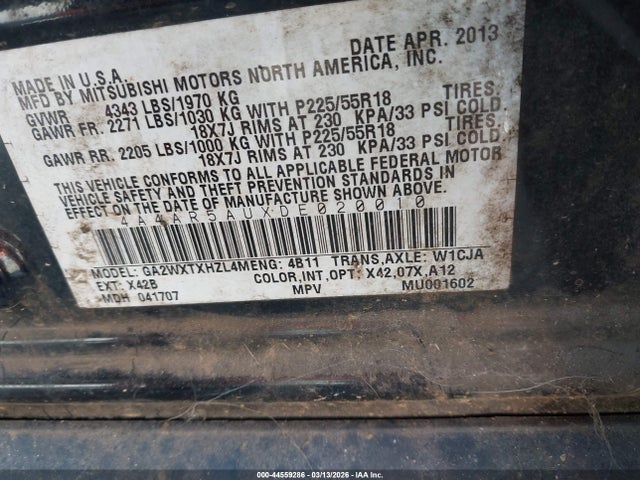 MADE IN U.S.A. DATE APR. 2013
MFD BY MITSUBISHI MOTORS NORTH AMERICA, INC.
GVWR 4343 LBS/1970 KG
GAWR FR. 2271 LBS/1030 KG WITH P225/55R18 TIRES,
18X7J RIMS AT 230 KPA/33 PSI COLD.
GAWR RR. 2205 LBS/1000 KG WITH P225/55R18 TIRES,
18X7J RIMS AT 230 KPA/33 PSI COLD.
THIS VEHICLE CONFORMS TO ALL APPLICABLE FEDERAL MOTOR
VEHICLE SAFETY AND THEFT PREVENTION STANDARDS IN
EFFECT ON THE DATE OF MANUFACTURE SHOWN ABOVE.
4A4AR5AUXDE020010
MODEL: GA2WXTXHZL4MENG: 4B11 TRANS,AXLE: W1CJA
EXT: X42B COLOR,INT,OPT: X42,07X,A12
MDH 041707 MPV MU001602
000-44559286 - 03/13/2026 - IAA Inc.